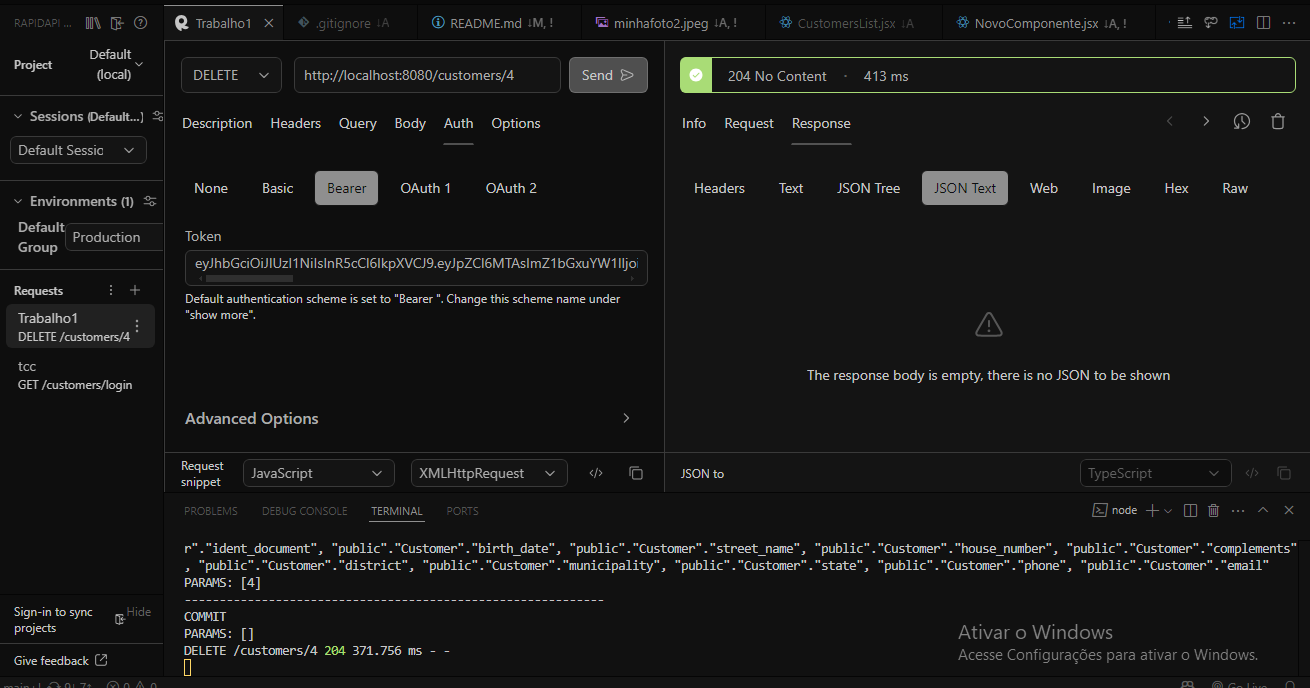 RAPIDAPI ...
Trabalho1
.gitignore ↓A
README.md ↓M, !
minhafoto2.jpeg ↓A, !
CustomersList.jsx ↓A
NovoComponente.jsx ↓A, !
Project
Default
(local)
Sessions (Default...)
Default Sessic
Environments (1)
Default
Group
Production
Requests
Trabalho1
DELETE /customers/4
tcc
GET /customers/login
Sign-in to sync
projects
Hide
Give feedback
DELETE
http://localhost:8080/customers/4
Send
Description
Headers
Query
Body
Auth
Options
None
Basic
Bearer
OAuth 1
OAuth 2
Token
Default authentication scheme is set to "Bearer ". Change this scheme name under
"show more".
Advanced Options
Request
snippet
JavaScript
XMLHttpRequest
204 No Content · 413 ms
Info
Request
Response
Headers
Text
JSON Tree
JSON Text
Web
Image
Hex
Raw
The response body is empty, there is no JSON to be shown
JSON to
TypeScript
PROBLEMS
DEBUG CONSOLE
TERMINAL
PORTS
node
r"."ident_document", "public"."Customer"."birth_date", "public"."Customer"."street_name", "public"."Customer"."house_number", "public"."Customer"."complements"
, "public"."Customer"."district", "public"."Customer"."municipality", "public"."Customer"."state", "public"."Customer"."phone", "public"."Customer"."email"
PARAMS: [4]
------------------------------------------------------------
COMMIT
PARAMS: []
DELETE /customers/4 204 371.756 ms - -
Ativar o Windows
Acesse Configurações para ativar o Windows.
Go Live